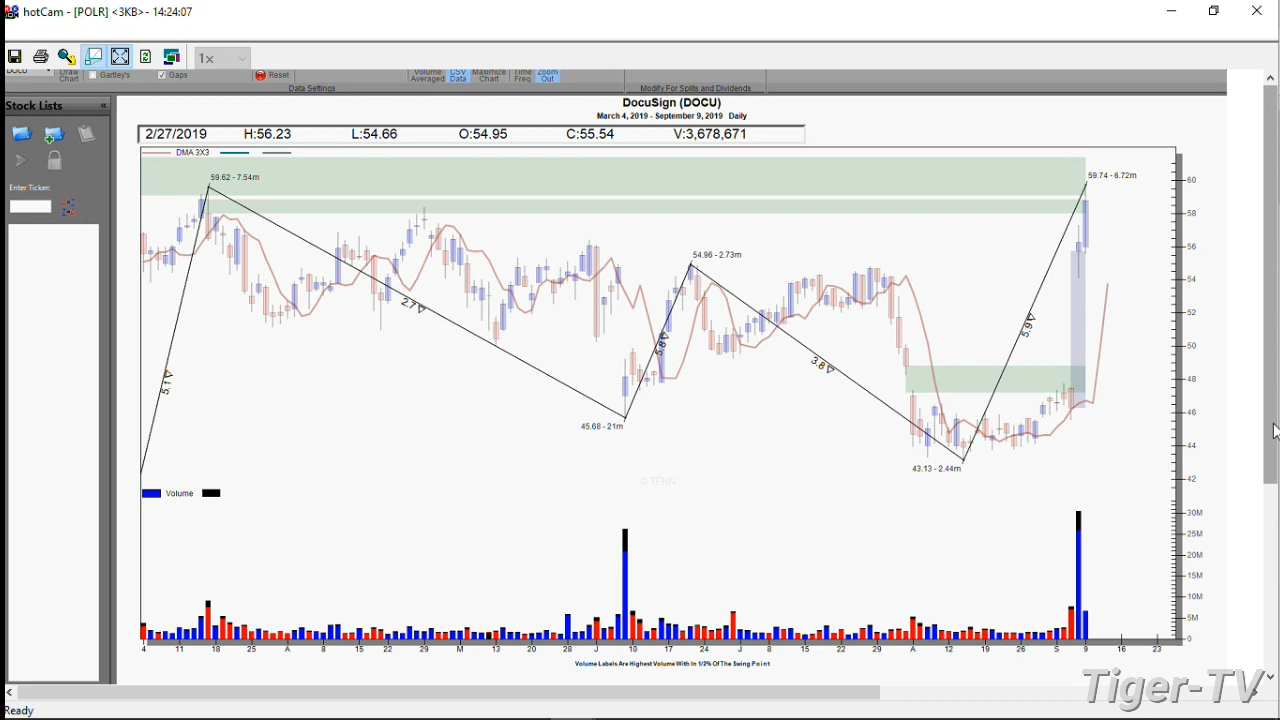 hotCam - [POLR] <3KB>- 14:24:07
1x
DOCU Draw Gartley's Gaps Reset Volume CSV Maximize Time Zoom
Chart Averaged Data Chart Freq Out
Data Settings Modify For Splits and Dividends
Stock Lists «
DocuSign (DOCU)
March 4, 2019 - September 9, 2019 Daily
2/27/2019 H:56.23 L:54.66 O:54.95 C:55.54 V:3,678,671
DMA 3X3
Enter Ticker:
59.62 - 7.54m
59.74 - 6.72m
54.96 - 2.73m
2.7▽
5.8▽
5.9▽
3.8▽
5.1▽
45.68 - 21m
43.13 - 2.44m
© TFNN
60
58
56
54
52
50
48
46
44
42
Volume
30M
25M
20M
15M
10M
5M
0
4 11 18 25 A 8 15 22 29 M 13 20 28 J 10 17 24 J 8 15 22 29 A 12 19 26 S 9 16 23
Volume Labels Are Highest Volume With In 1/2% Of The Swing Point
Tiger-TV
Ready